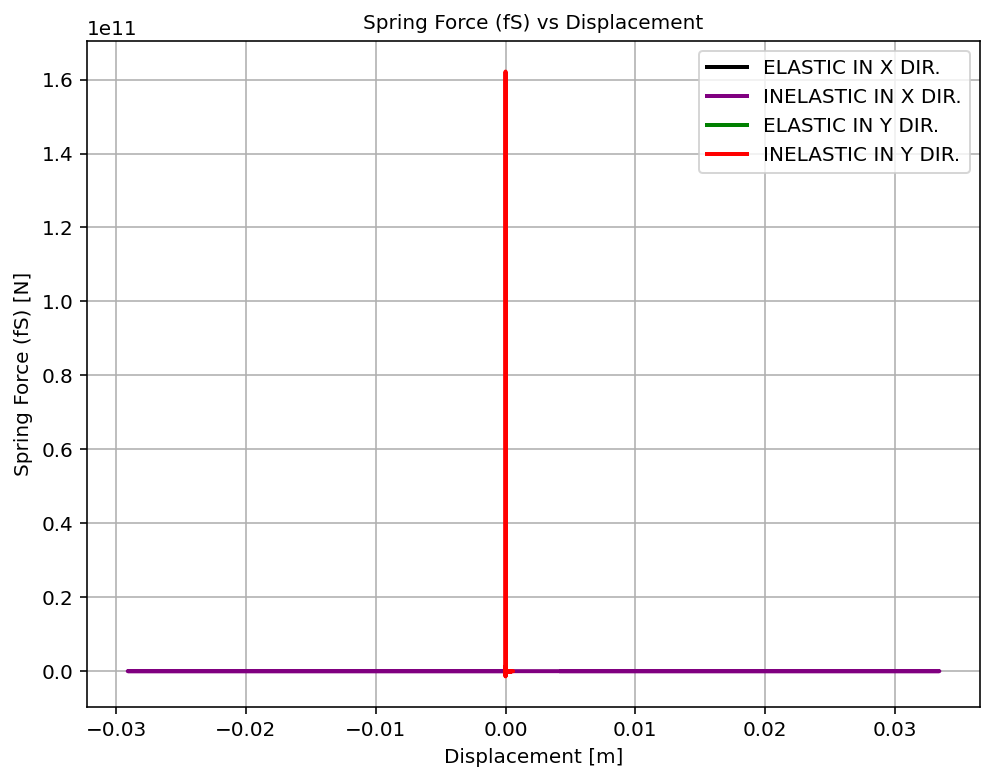 Spring Force (fS) vs Displacement
1e11
ELASTIC IN X DIR.
INELASTIC IN X DIR.
ELASTIC IN Y DIR.
INELASTIC IN Y DIR.
1.6
1.4
1.2
1.0
0.8
0.6
0.4
0.2
0.0
Spring Force (fS) [N]
−0.03 −0.02 −0.01 0.00 0.01 0.02 0.03
Displacement [m]